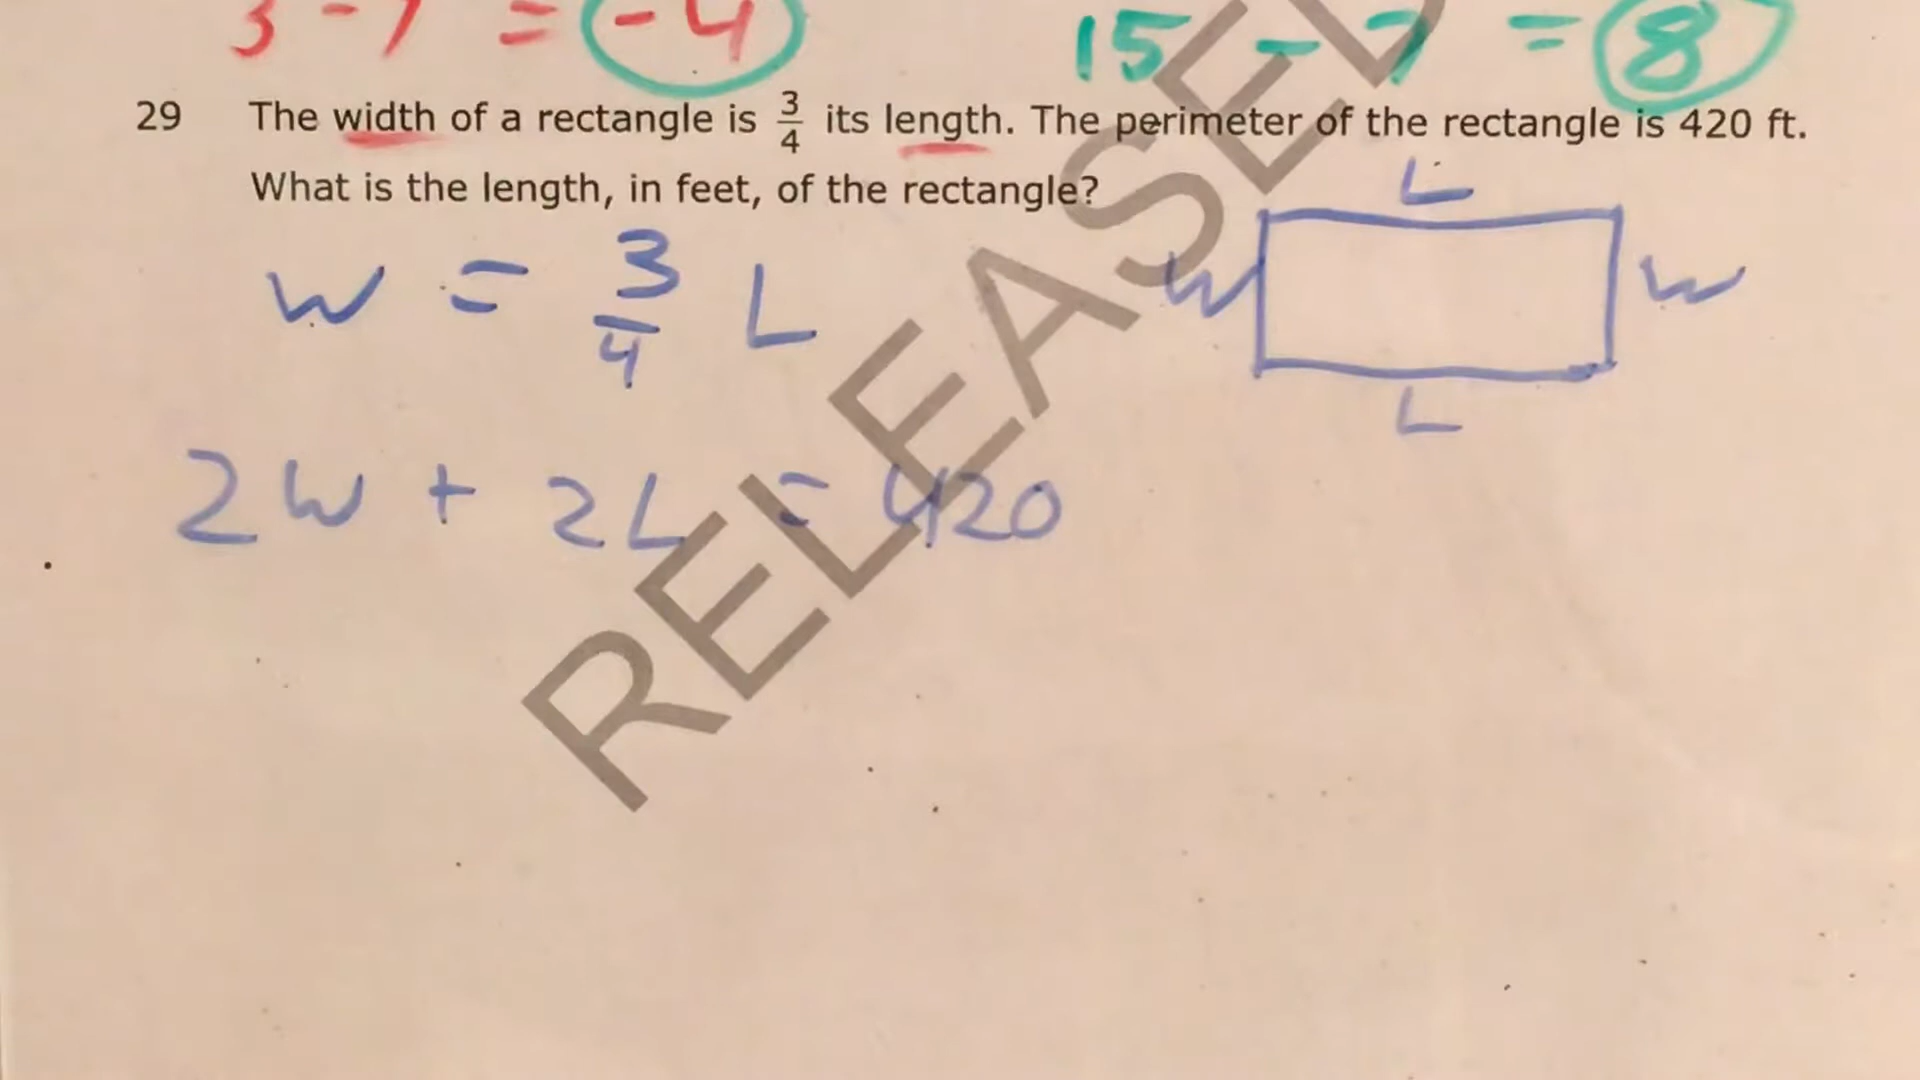 3 - 7 = -4
15 - 7 = 8
29 The width of a rectangle is 3/4 its length. The perimeter of the rectangle is 420 ft.
What is the length, in feet, of the rectangle?
L
W = 3/4 L
W W
L
2W + 2L = 420
RELEASED